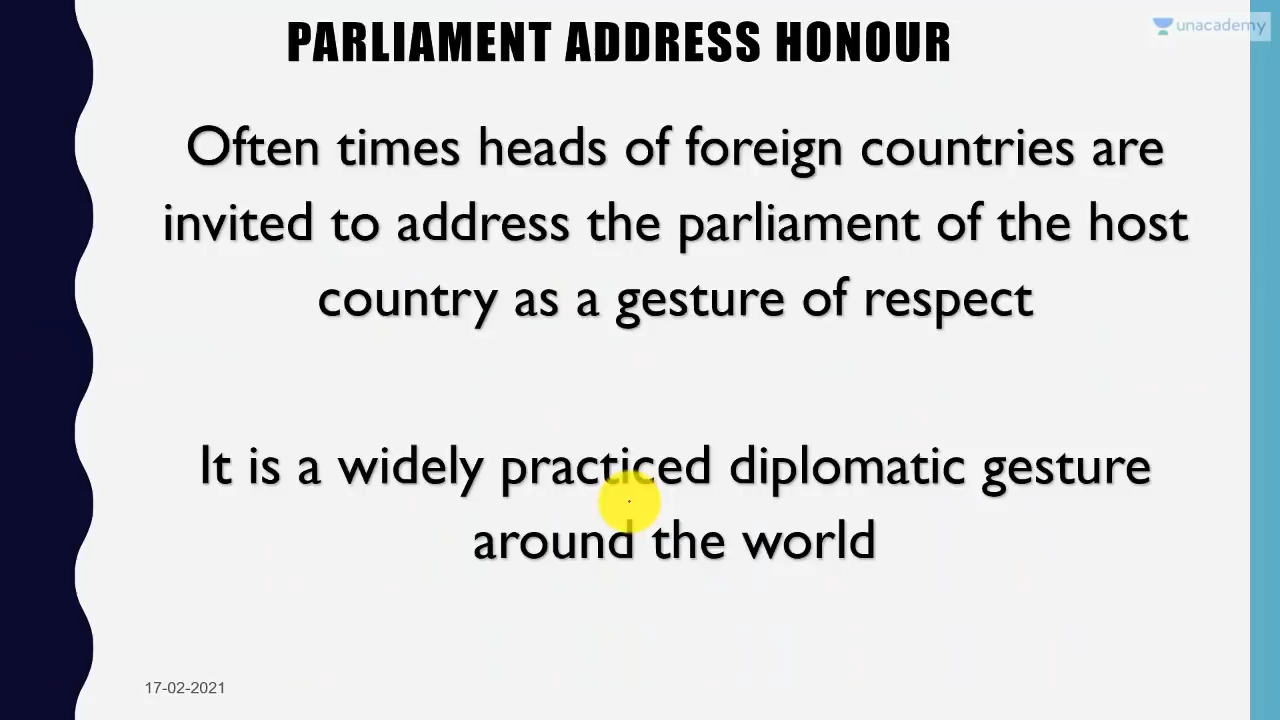 PARLIAMENT ADDRESS HONOUR
unacademy
Often times heads of foreign countries are
invited to address the parliament of the host
country as a gesture of respect
It is a widely practiced diplomatic gesture
around the world
17-02-2021